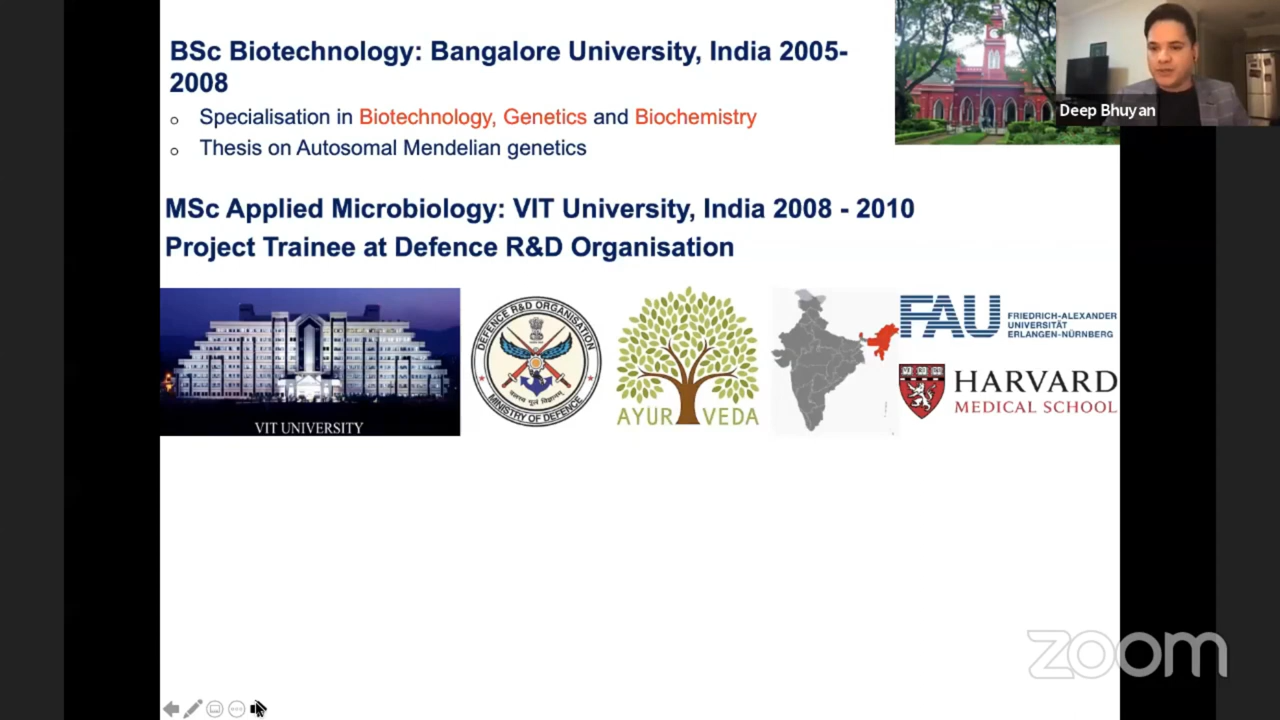 BSc Biotechnology: Bangalore University, India 2005-
2008
Specialisation in Biotechnology, Genetics and Biochemistry
Thesis on Autosomal Mendelian genetics
Deep Bhuyan
MSc Applied Microbiology: VIT University, India 2008 - 2010
Project Trainee at Defence R&D Organisation
VIT UNIVERSITY
DEFENCE R&D ORGANISATION
MINISTRY OF DEFENCE
AYUR VEDA
FAU
FRIEDRICH-ALEXANDER
UNIVERSITÄT
ERLANGEN-NÜRNBERG
HARVARD
MEDICAL SCHOOL
zoom